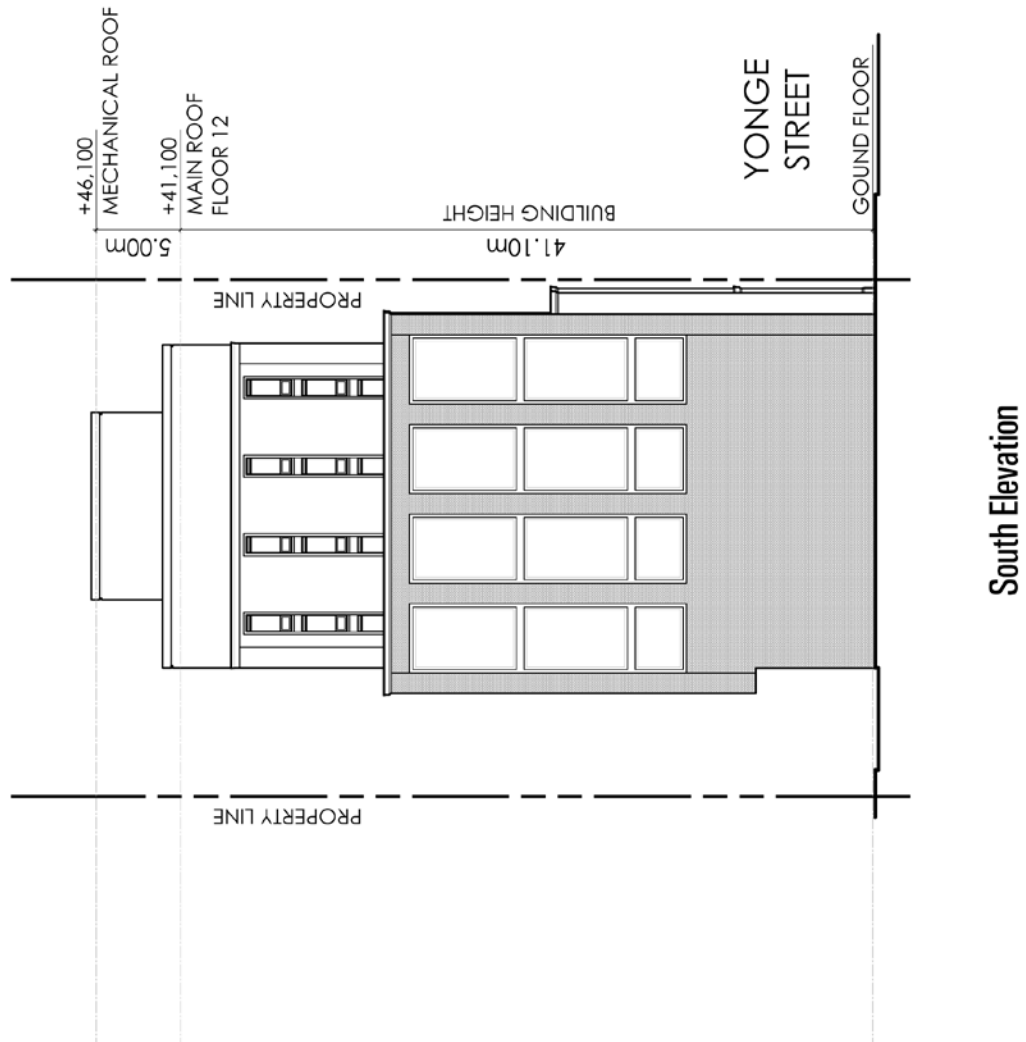 +46,100
MECHANICAL ROOF
+41,100
MAIN ROOF
FLOOR 12
5.00m
41.10m
BUILDING HEIGHT
YONGE
STREET
GOUND FLOOR
PROPERTY LINE
PROPERTY LINE
South Elevation